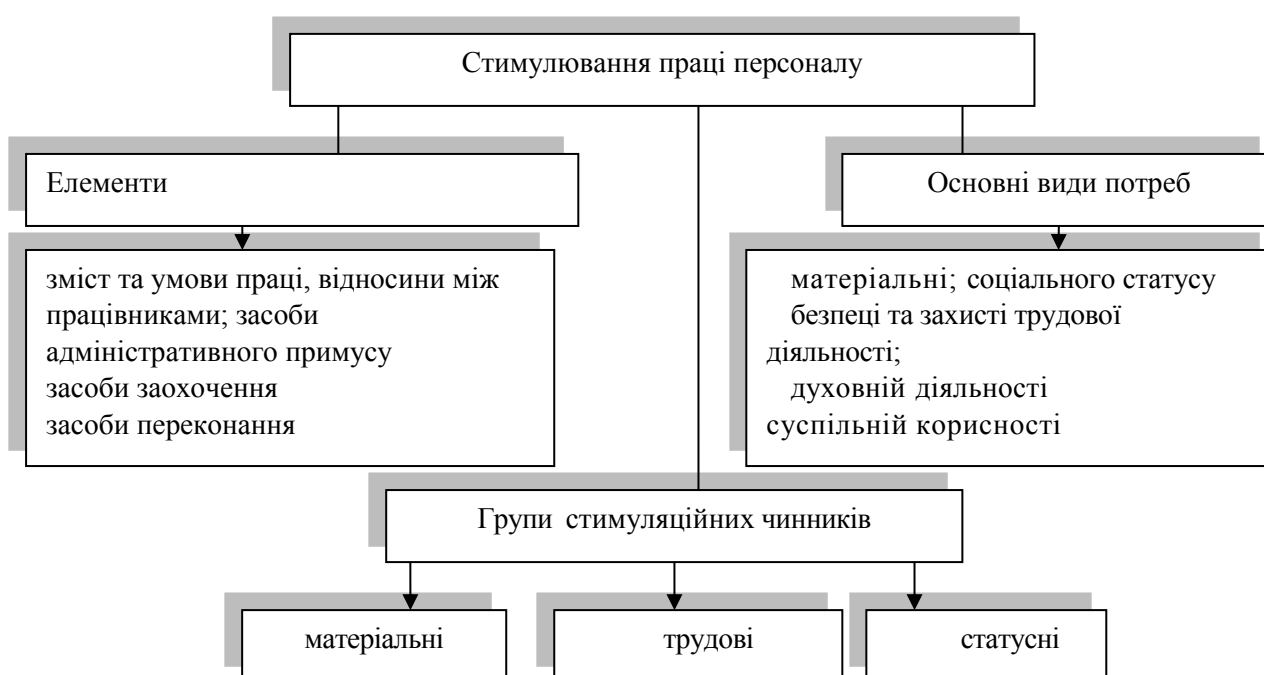 Стимулювання праці персоналу
Елементи
Основні види потреб
зміст та умови праці, відносини між
працівниками; засоби
адміністративного примусу
засоби заохочення
засоби переконання
матеріальні; соціального статусу
безпеці та захисті трудової
діяльності;
духовній діяльності
суспільній корисності
Групи стимуляційних чинників
матеріальні
трудові
статусні